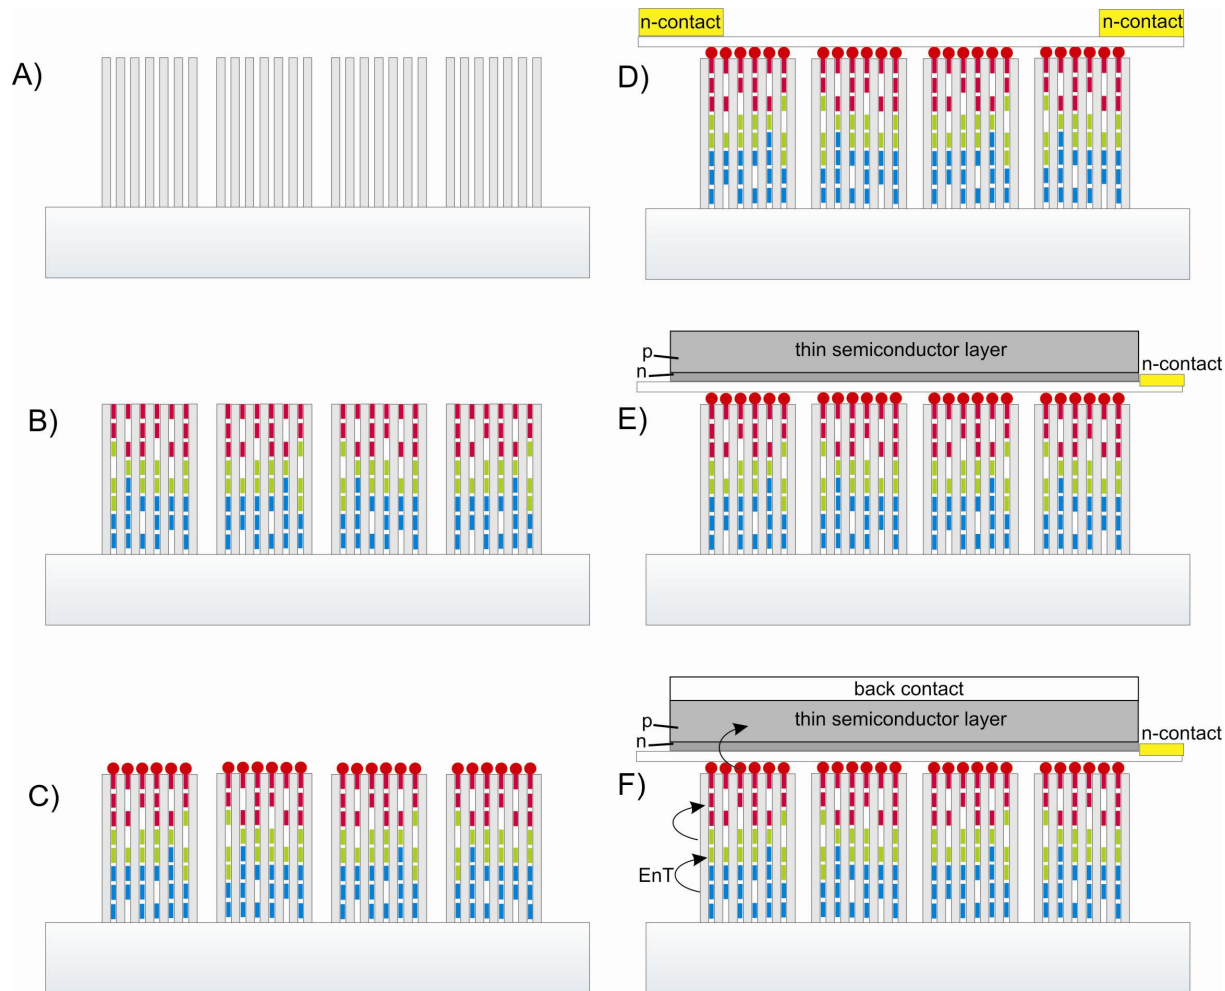 A)
B)
C)
n-contact
n-contact
D)
thin semiconductor layer
p
n
n-contact
E)
back contact
thin semiconductor layer
p
n
n-contact
F)
EnT